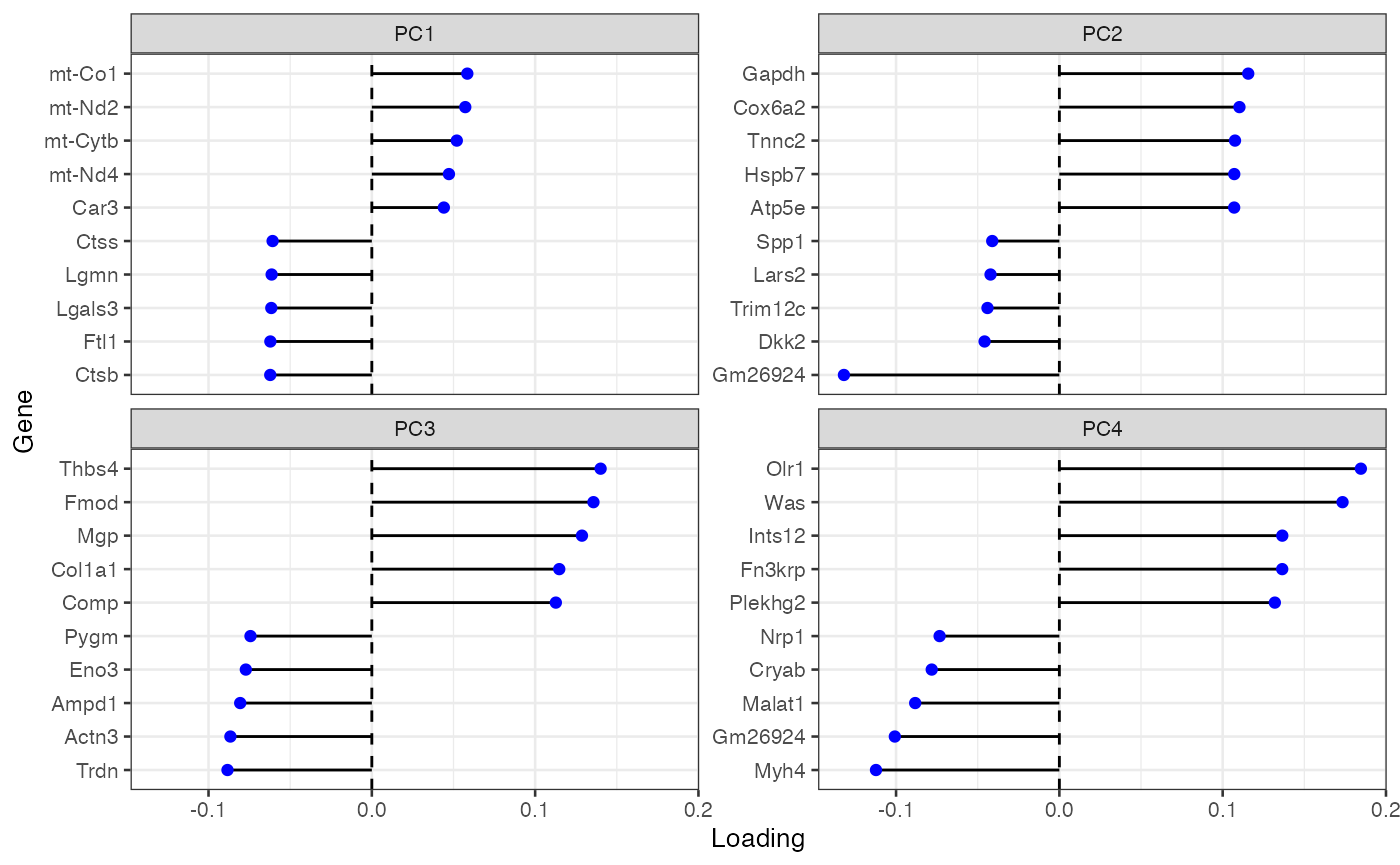 PC1
PC2
mt-Co1
mt-Nd2
mt-Cytb
mt-Nd4
Car3
Ctss
Lgmn
Lgals3
Ftl1
Ctsb
Gapdh
Cox6a2
Tnnc2
Hspb7
Atp5e
Spp1
Lars2
Trim12c
Dkk2
Gm26924
Gene
PC3
PC4
Thbs4
Fmod
Mgp
Col1a1
Comp
Pygm
Eno3
Ampd1
Actn3
Trdn
Olr1
Was
Ints12
Fn3krp
Plekhg2
Nrp1
Cryab
Malat1
Gm26924
Myh4
-0.1 0.0 0.1 0.2
-0.1 0.0 0.1 0.2
Loading